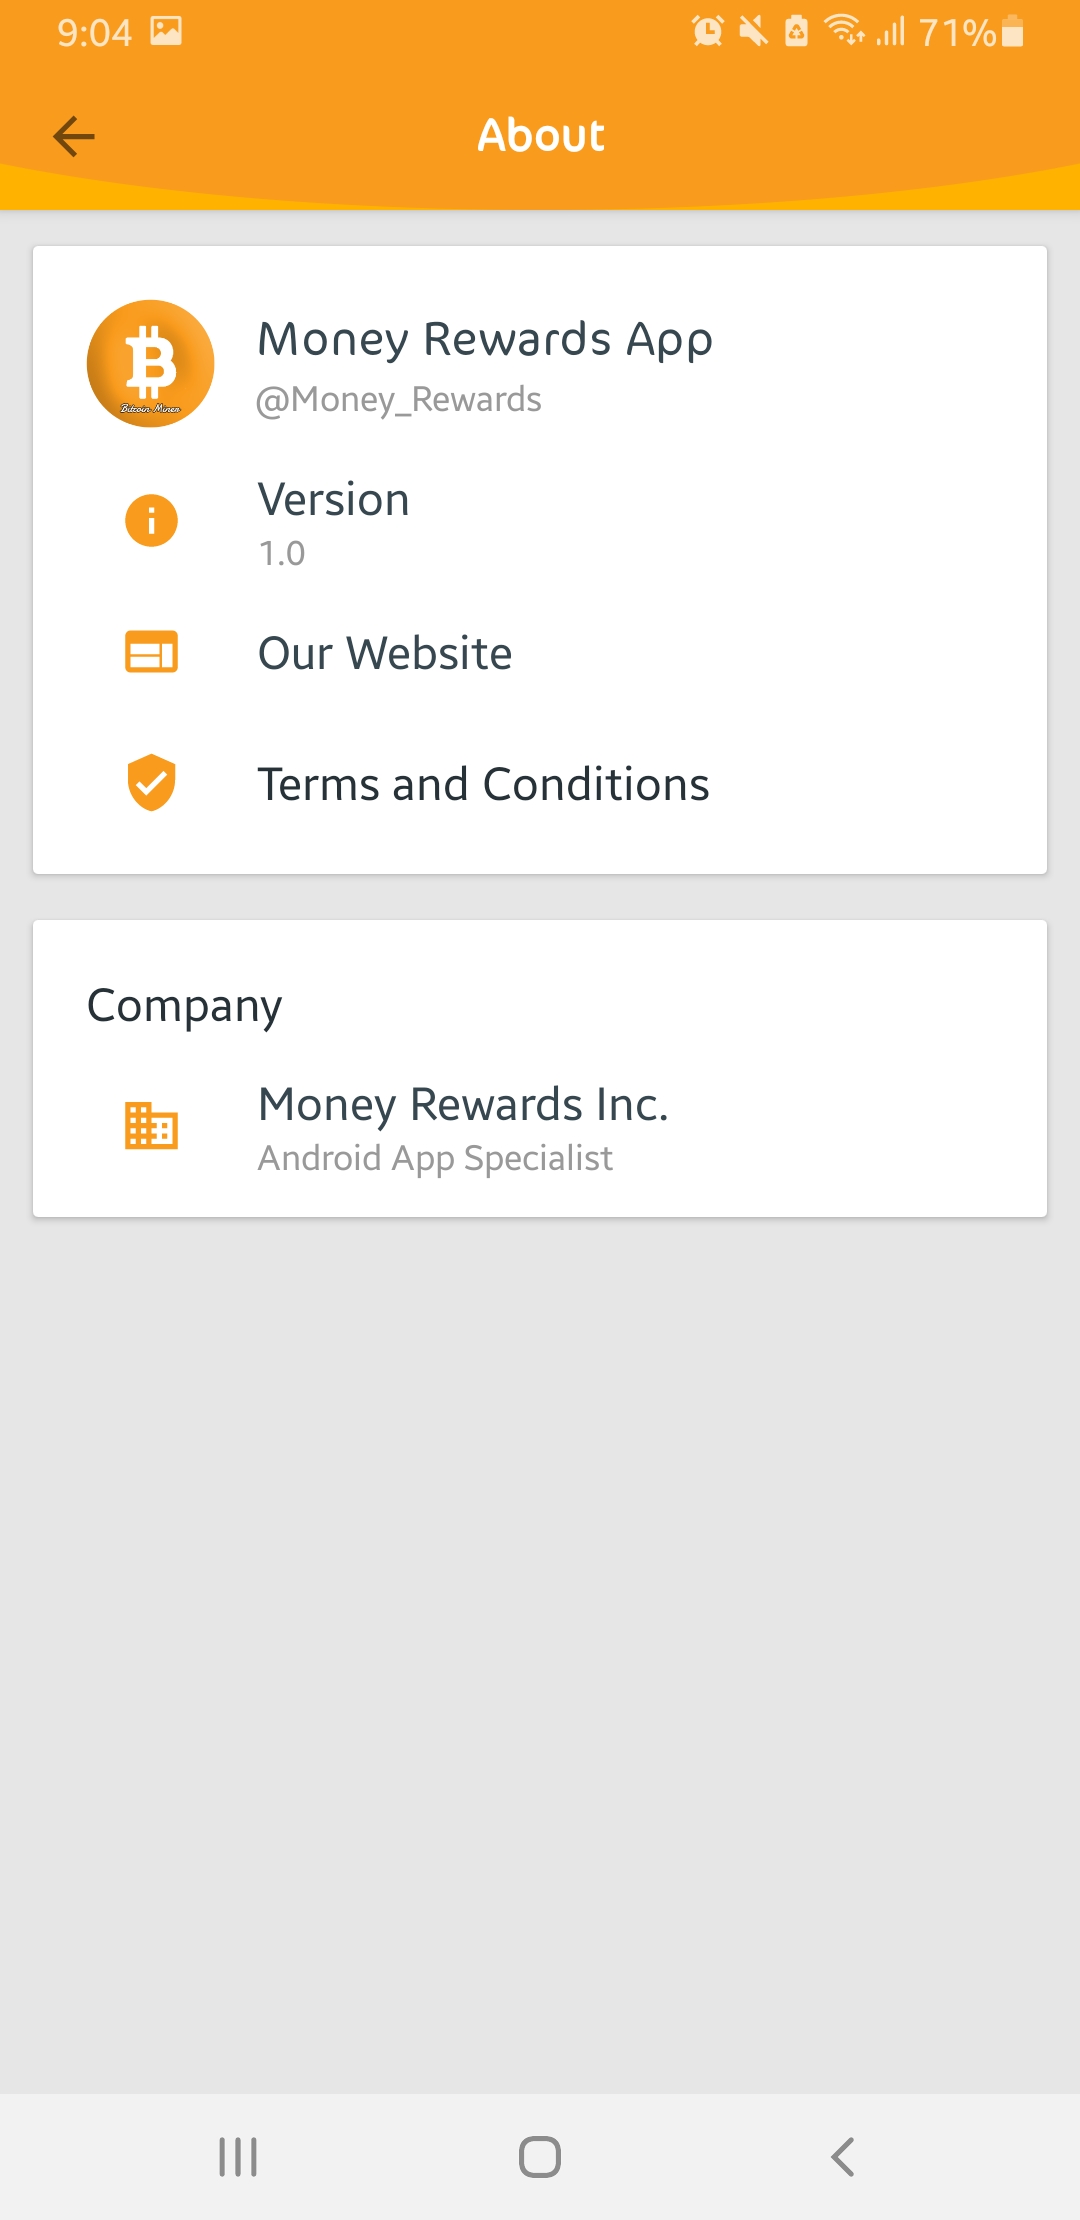 9:04
71%
About
Money Rewards App
@Money_Rewards
Bitcoin Miner
Version
1.0
Our Website
Terms and Conditions
Company
Money Rewards Inc.
Android App Specialist